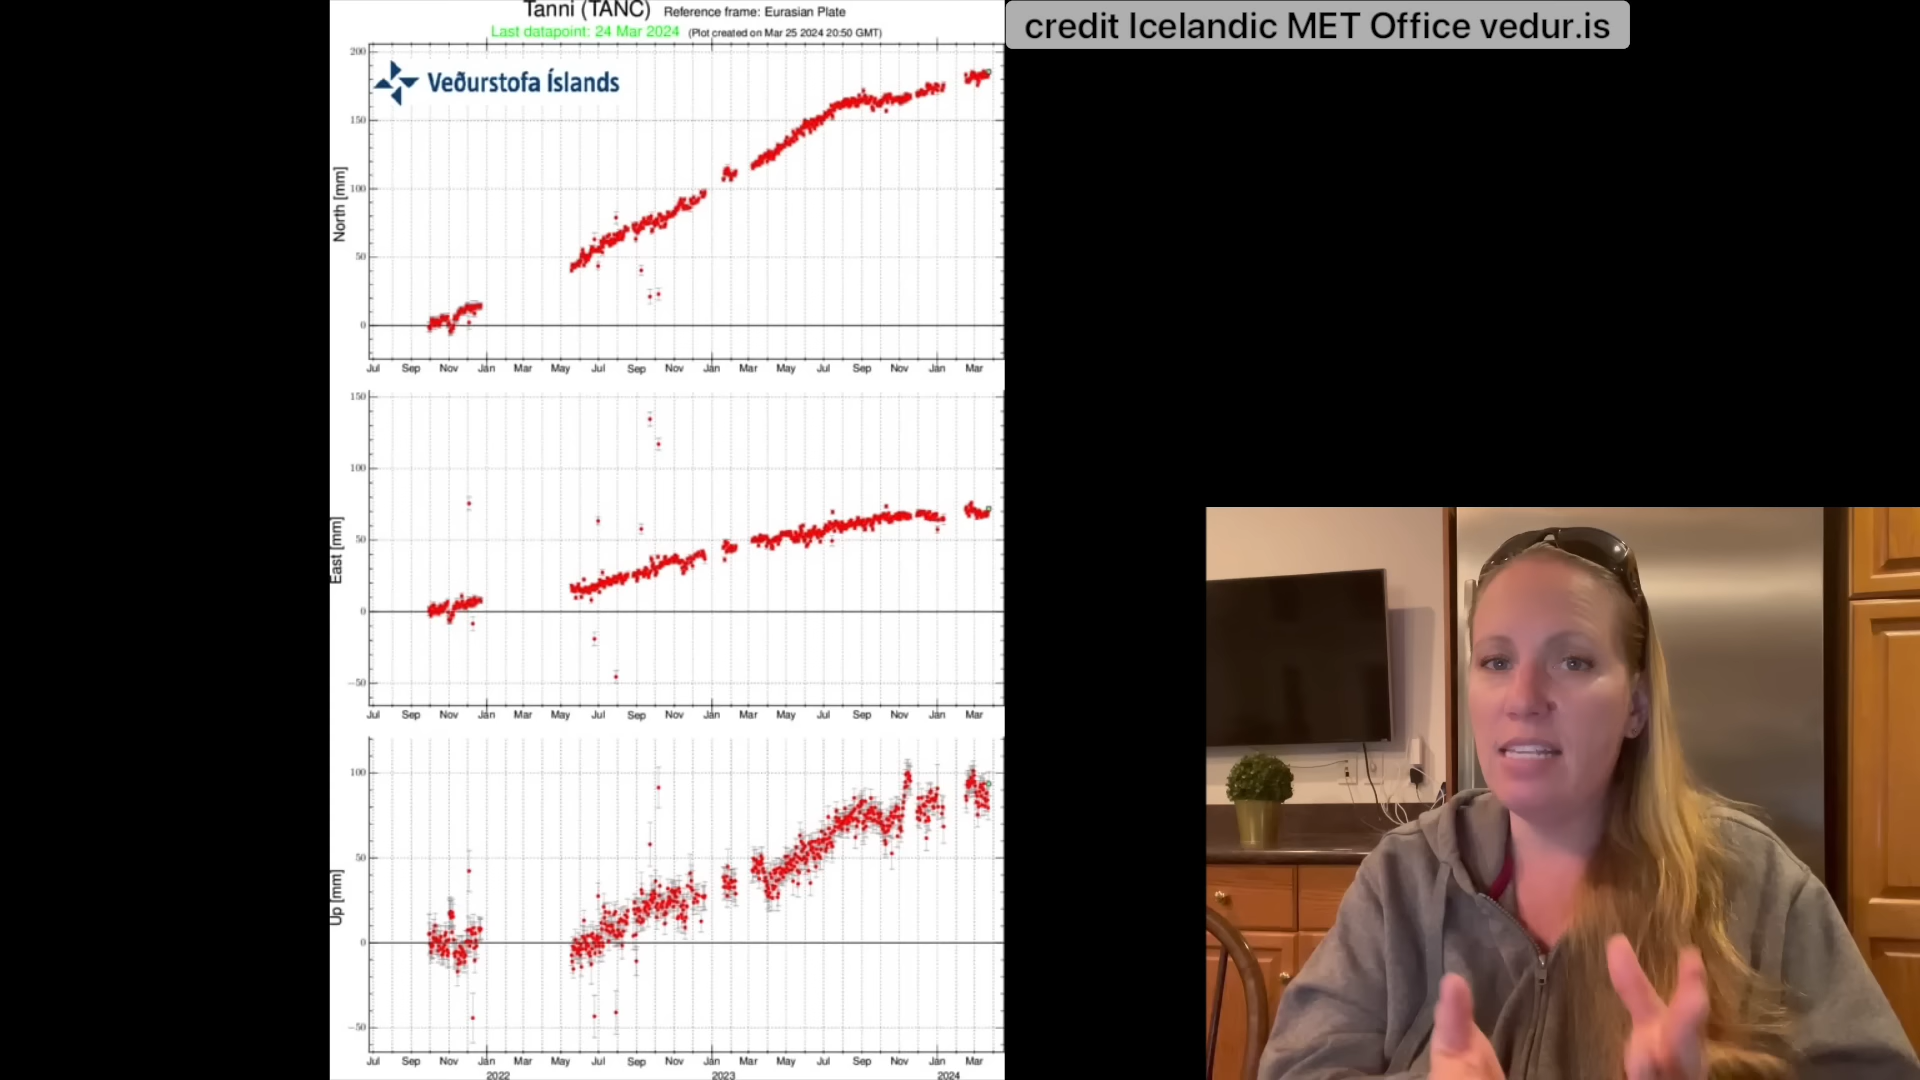 Tanni (TANC) Reference frame: Eurasian Plate
Last datapoint: 24 Mar 2024 (Plot created on Mar 25 2024 20:50 GMT)
credit Icelandic MET Office vedur.is
Veðurstofa Íslands
North [mm]
200
150
100
50
0
Jul Sep Nov Jan Mar May Jul Sep Nov Jan Mar May Jul Sep Nov Jan Mar
East [mm]
150
100
50
0
−50
Jul Sep Nov Jan Mar May Jul Sep Nov Jan Mar May Jul Sep Nov Jan Mar
Up [mm]
100
50
0
−50
Jul Sep Nov Jan Mar May Jul Sep Nov Jan Mar May Jul Sep Nov Jan Mar
2022 2023 2024